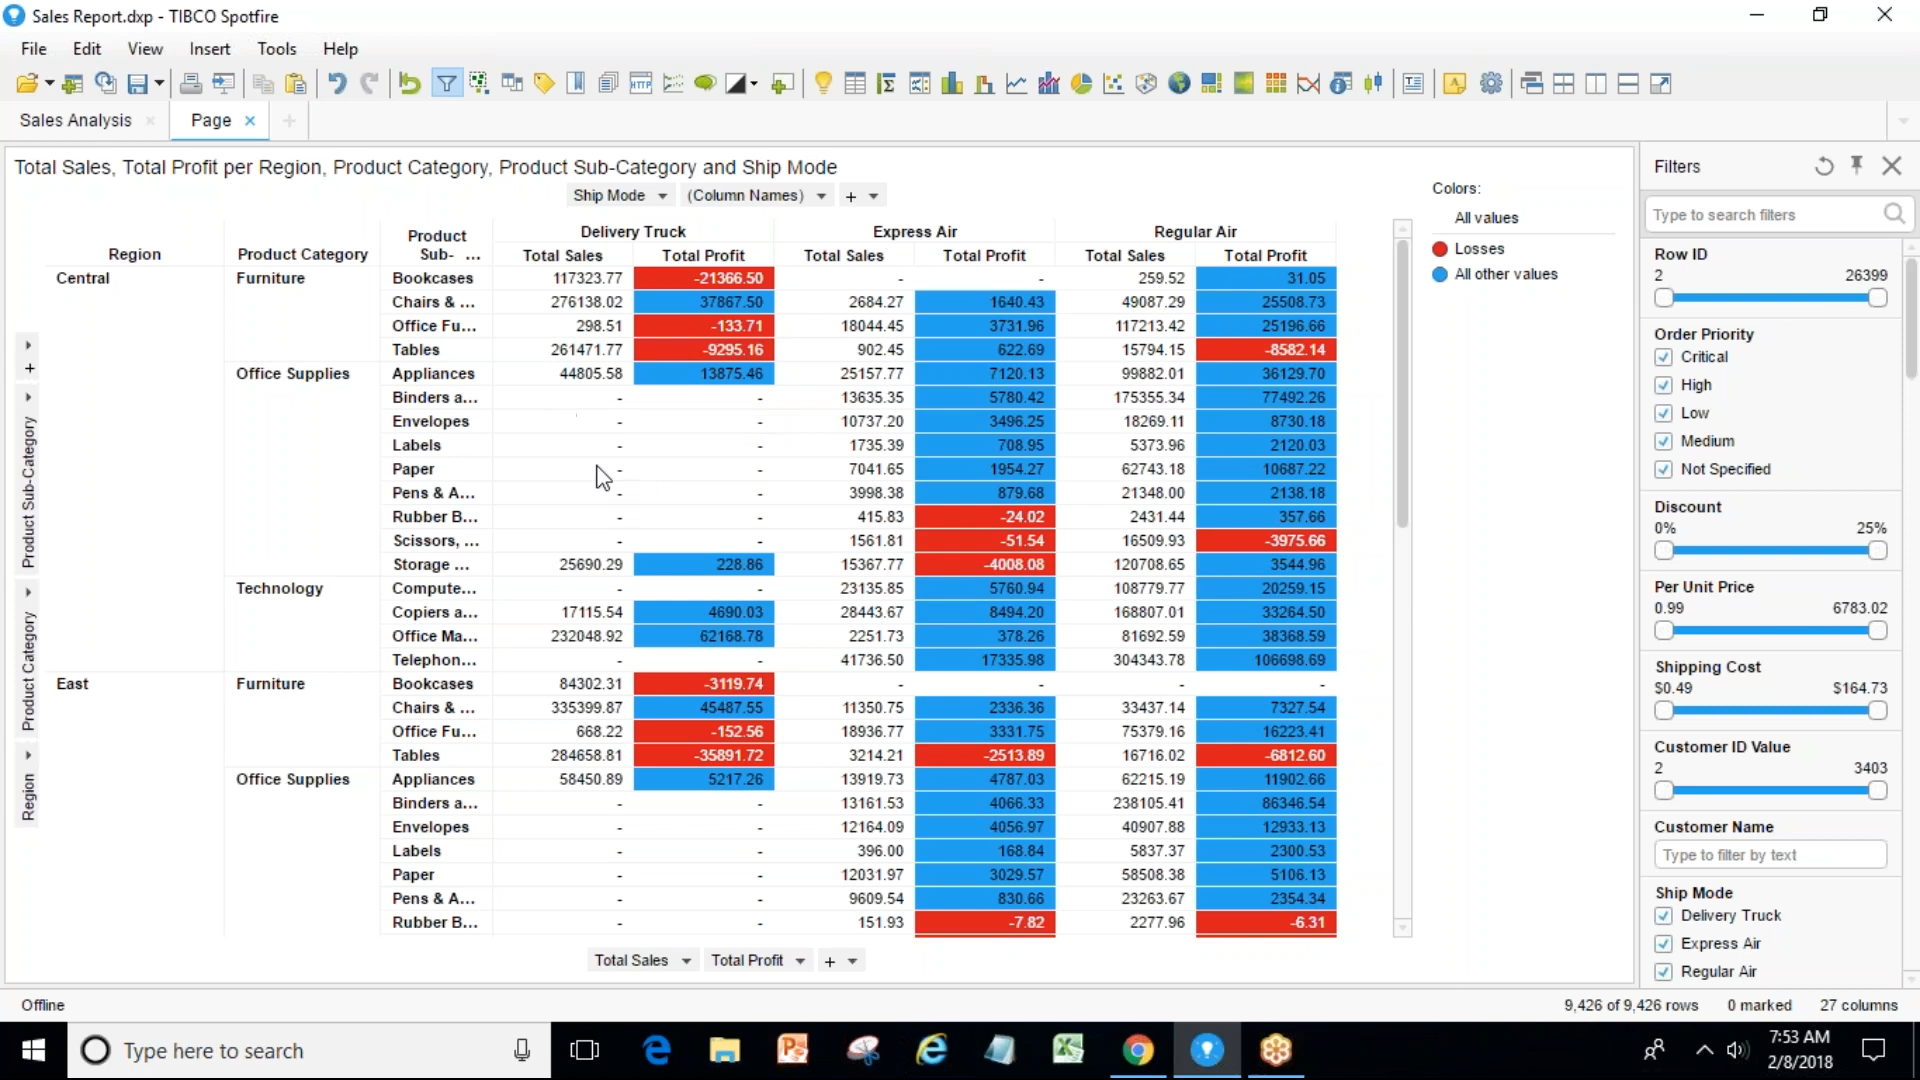 Sales Report.dxp - TIBCO Spotfire
File Edit View Insert Tools Help
Sales Analysis Page
Total Sales, Total Profit per Region, Product Category, Product Sub-Category and Ship Mode
Ship Mode (Column Names) +
Delivery Truck Express Air Regular Air
Region Product Category Product Sub- ... Total Sales Total Profit Total Sales Total Profit Total Sales Total Profit
Central Furniture Bookcases 117323.77 -21366.50 - - 259.52 31.05
Chairs & ... 276138.02 37867.50 2684.27 1640.43 49087.29 25508.73
Office Fu... 298.51 -133.71 18044.45 3731.96 117213.42 25196.66
Tables 261471.77 -9295.16 902.45 622.69 15794.15 -8582.14
Office Supplies Appliances 44805.58 13875.46 25157.77 7120.13 99882.01 36129.70
Binders a... - - 13635.35 5780.42 175355.34 77492.26
Envelopes - - 10737.20 3496.25 18269.11 8730.18
Labels - - 1735.39 708.95 5373.96 2120.03
Paper - - 7041.65 1954.27 62743.18 10687.22
Pens & A... - - 3998.38 879.68 21348.00 2138.18
Rubber B... - - 415.83 -24.02 2431.44 357.66
Scissors, ... - - 1561.81 -51.54 16509.93 -3975.66
Storage ... 25690.29 228.86 15367.77 -4008.08 120708.65 3544.96
Technology Compute... - - 23135.85 5760.94 108779.77 20259.15
Copiers a... 17115.54 4690.03 28443.67 8494.20 168807.01 33264.50
Office Ma... 232048.92 62168.78 2251.73 378.26 81692.59 38368.59
Telephon... - - 41736.50 17335.98 304343.78 106698.69
East Furniture Bookcases 84302.31 -3119.74 - - - -
Chairs & ... 335399.87 45487.55 11350.75 2336.36 33437.14 7327.54
Office Fu... 668.22 -152.56 18936.77 3331.75 75379.16 16223.41
Tables 284658.81 -35891.72 3214.21 -2513.89 16716.02 -6812.60
Office Supplies Appliances 58450.89 5217.26 13919.73 4787.03 62215.19 11902.66
Binders a... - - 13161.53 4066.33 238105.41 86346.54
Envelopes - - 12164.09 4056.97 40907.88 12933.13
Labels - - 396.00 168.84 5837.37 2300.53
Paper - - 12031.97 3029.57 58508.38 5106.13
Pens & A... - - 9609.54 830.66 23263.67 2354.34
Rubber B... - - 151.93 -7.82 2277.96 -6.31
+
Product Sub-Category
Product Category
Region
Total Sales Total Profit +
Colors:
All values
Losses
All other values
Filters
Type to search filters
Row ID
2 26399
Order Priority
Critical
High
Low
Medium
Not Specified
Discount
0% 25%
Per Unit Price
0.99 6783.02
Shipping Cost
$0.49 $164.73
Customer ID Value
2 3403
Customer Name
Type to filter by text
Ship Mode
Delivery Truck
Express Air
Regular Air
Offline 9,426 of 9,426 rows 0 marked 27 columns
Type here to search
7:53 AM
2/8/2018